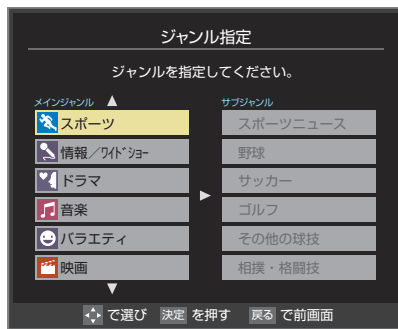 ジャンル指定
ジャンルを指定してください。
メインジャンル
サブジャンル
スポーツ
スポーツニュース
情報／ワイドショー
野球
ドラマ
サッカー
音楽
ゴルフ
バラエティ
その他の球技
映画
相撲・格闘技
で選び 決定 を押す 戻る で前画面